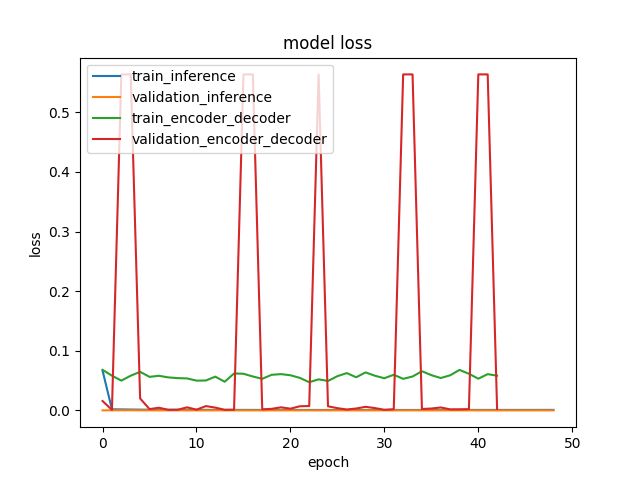 model loss
train_inference
validation_inference
train_encoder_decoder
validation_encoder_decoder
loss
0.5
0.4
0.3
0.2
0.1
0.0
0 10 20 30 40 50
epoch